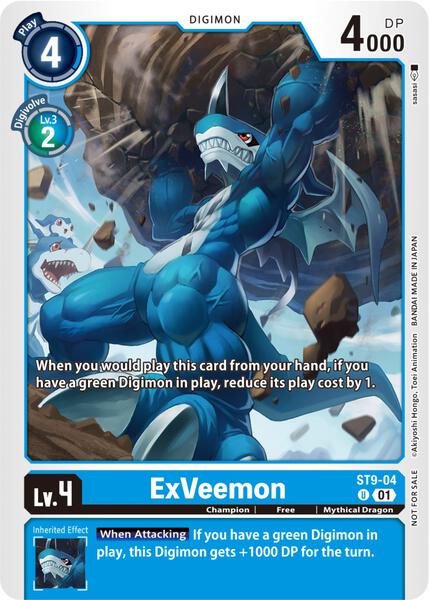 DIGIMON
Play
4
DP
4000
Digivolve
Lv.3
2
sasasi
When you would play this card from your hand, if you
have a green Digimon in play, reduce its play cost by 1.
©Akiyoshi Hongo, Toei Animation BANDAI MADE IN JAPAN
NOT FOR SALE
Lv.4
ExVeemon
ST9-04
U 01
Champion Free Mythical Dragon
Inherited Effect
When Attacking If you have a green Digimon in
play, this Digimon gets +1000 DP for the turn.